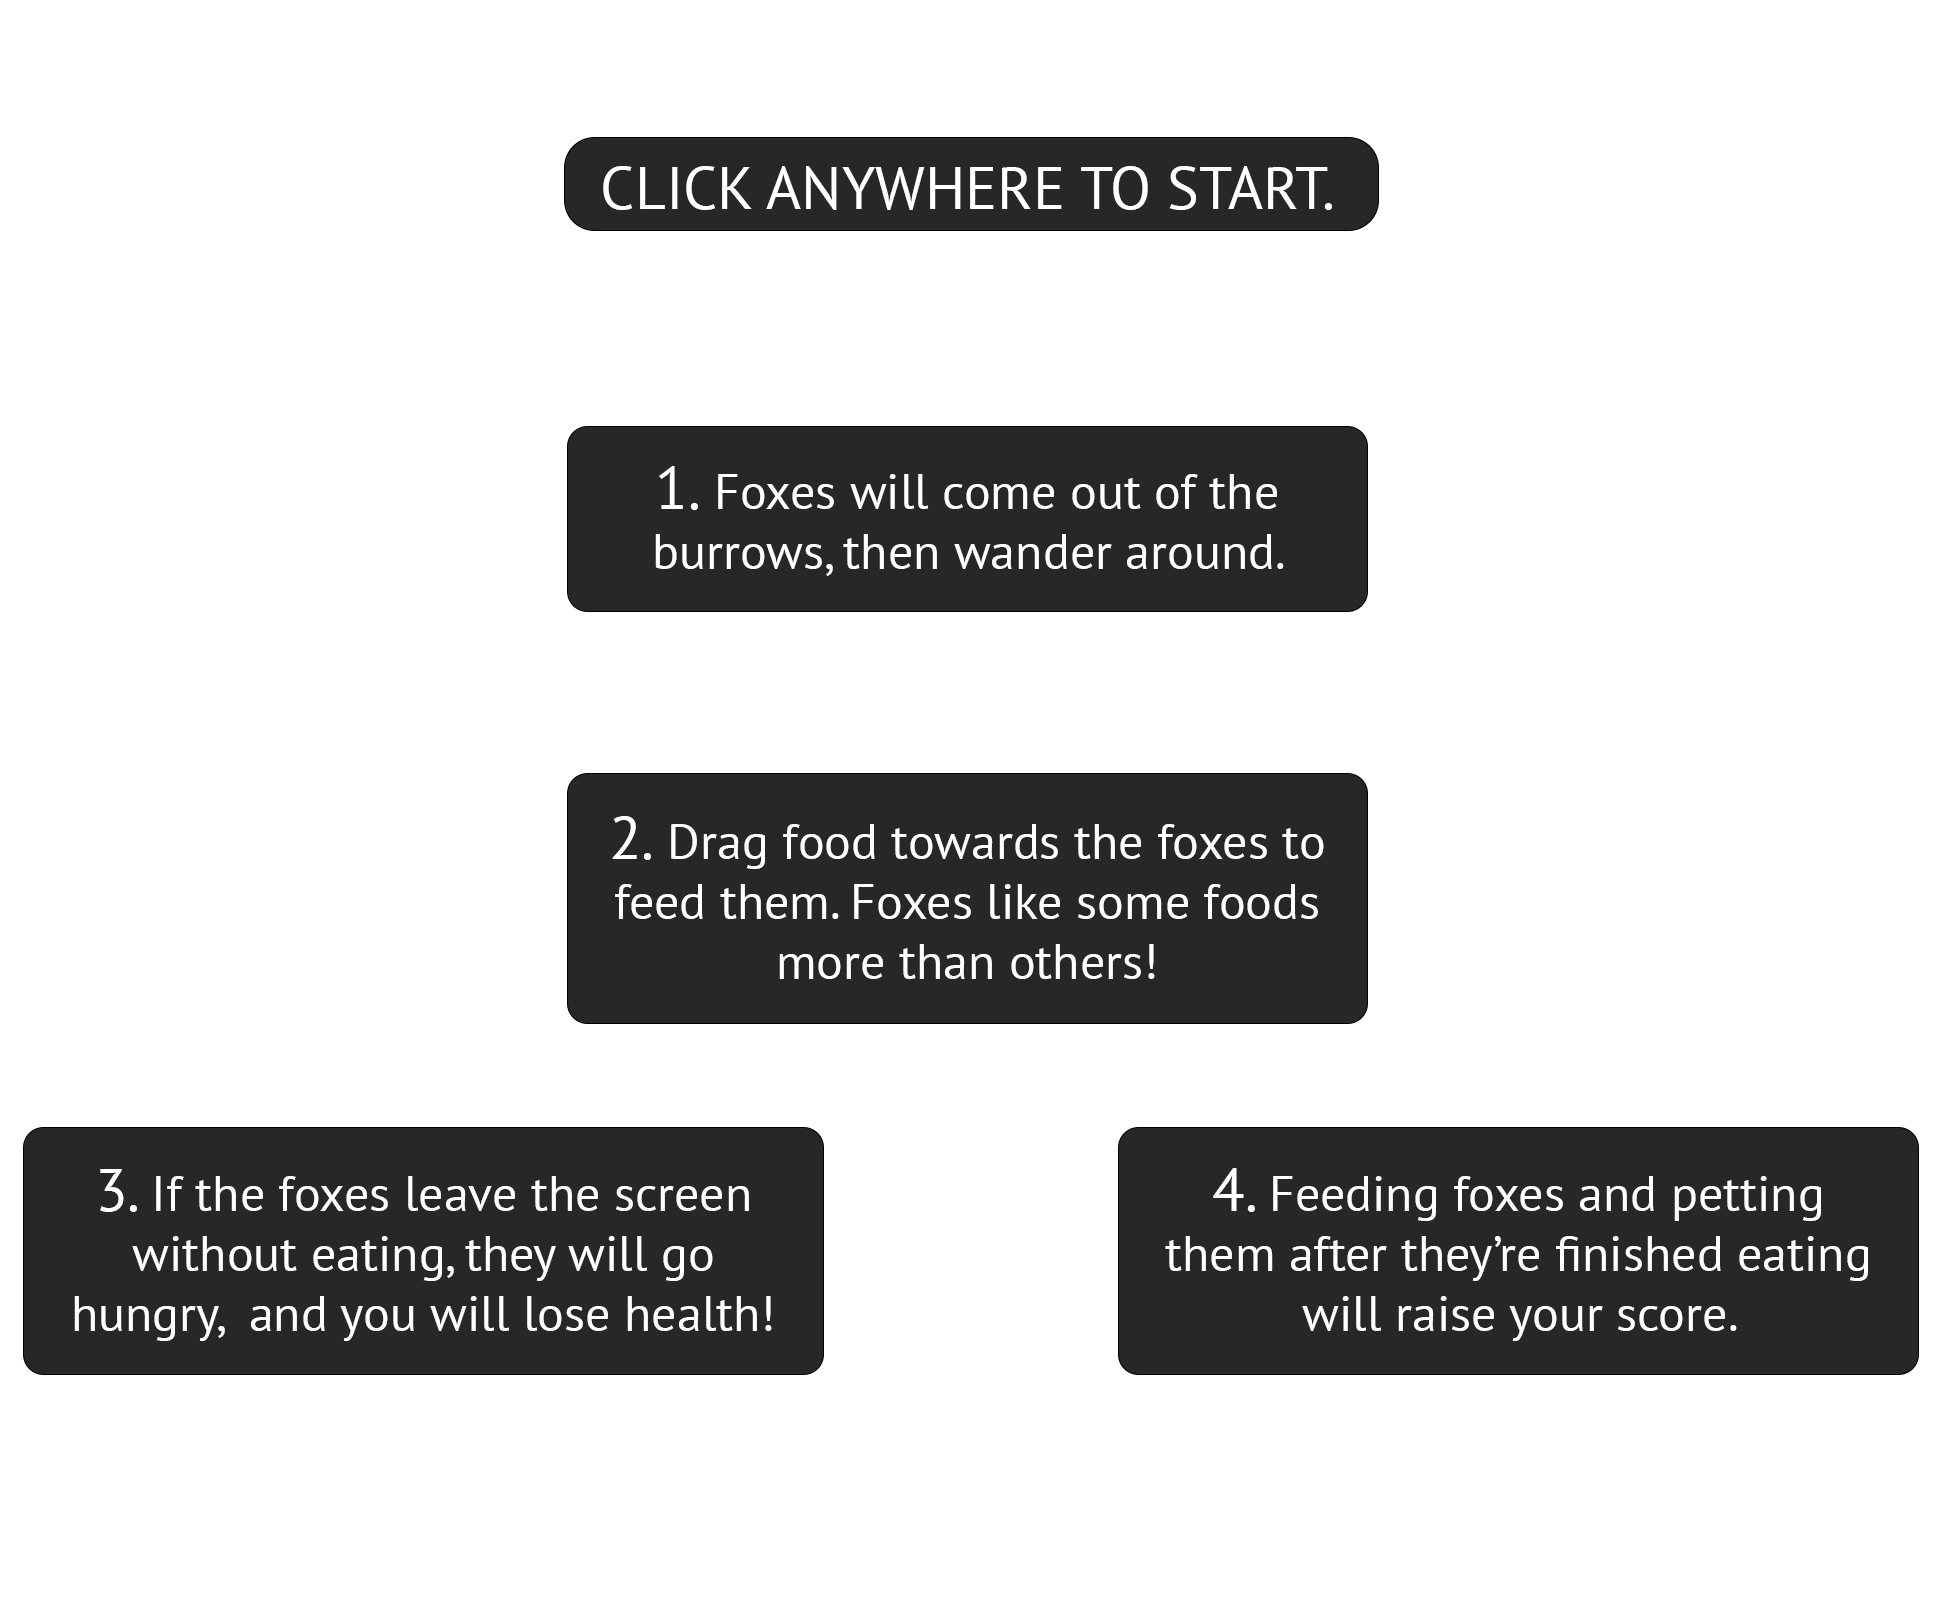 CLICK ANYWHERE TO START.
1. Foxes will come out of the
burrows, then wander around.
2. Drag food towards the foxes to
feed them. Foxes like some foods
more than others!
3. If the foxes leave the screen
without eating, they will go
hungry,  and you will lose health!
4. Feeding foxes and petting
them after they’re finished eating
will raise your score.